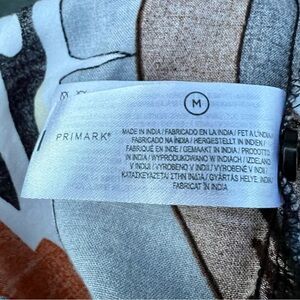 M
PRIMARK®
MADE IN INDIA / FABRICADO EN LA INDIA / FET A L'ÍNDIA
FABRICADO NA ÍNDIA / HERGESTELLT IN INDIEN /
FABRIQUÉ EN INDE / GEMAAKT IN INDIA / PRODOTTO
IN INDIA / WYPRODUKOWANO W INDIACH / IZDELANO
V INDIJI / VYROBENO V INDII / VYROBENÉ V INDII /
ΚΑΤΑΣΚΕΥΑΖΕΤΑΙ ΣΤΗΝ ΙΝΔΙΑ / GYÁRTÁS HELYE: INDIA
FABRICAT ÎN INDIA